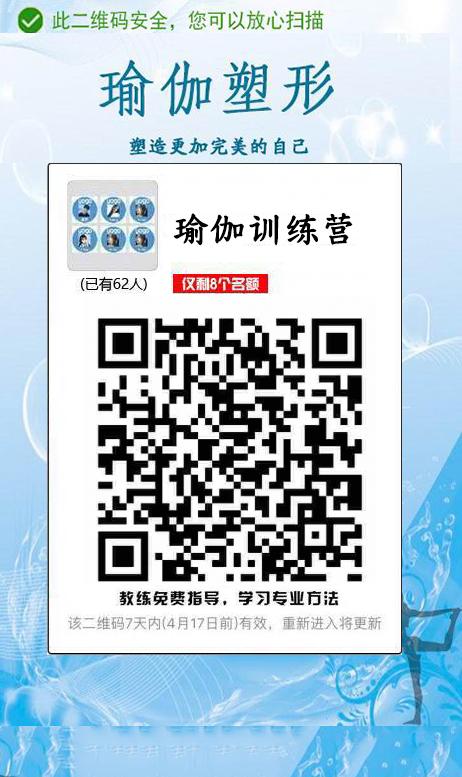 此二维码安全，您可以放心扫描
瑜伽塑形
塑造更加完美的自己
瑜伽训练营
(已有62人)
仅剩8个名额
教练免费指导，学习专业方法
该二维码7天内(4月17日前)有效，重新进入将更新